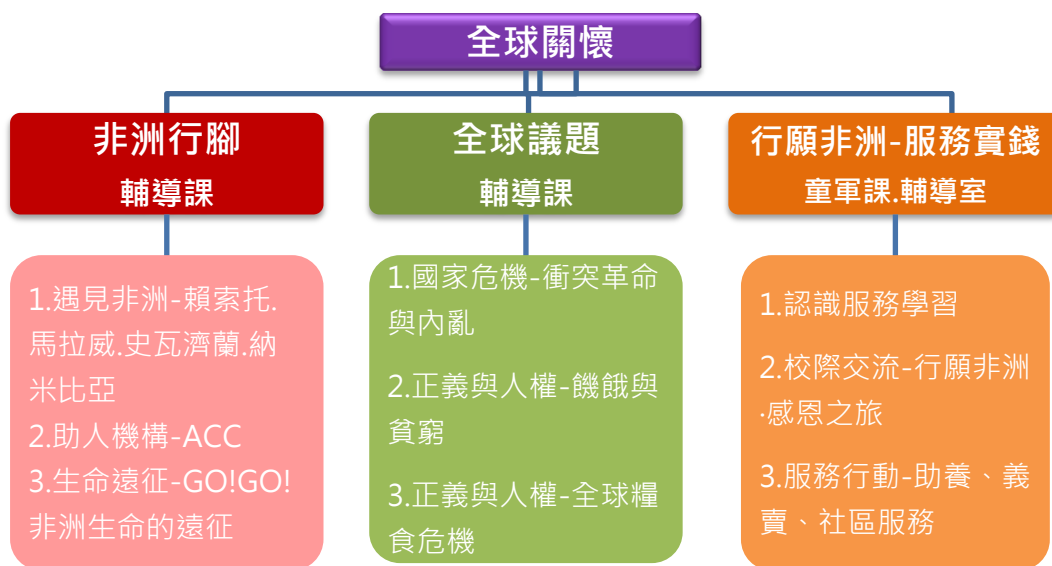 全球關懷
非洲行腳
輔導課
1.遇見非洲-賴索托.
馬拉威.史瓦濟蘭.納
米比亞
2.助人機構-ACC
3.生命遠征-GO!GO!
非洲生命的遠征
全球議題
輔導課
1.國家危機-衝突革命
與內亂
2.正義與人權-饑餓與
貧窮
3.正義與人權-全球糧
食危機
行願非洲-服務實錢
童軍課.輔導室
1.認識服務學習
2.校際交流-行願非洲
‧感恩之旅
3.服務行動-助養、義
賣、社區服務